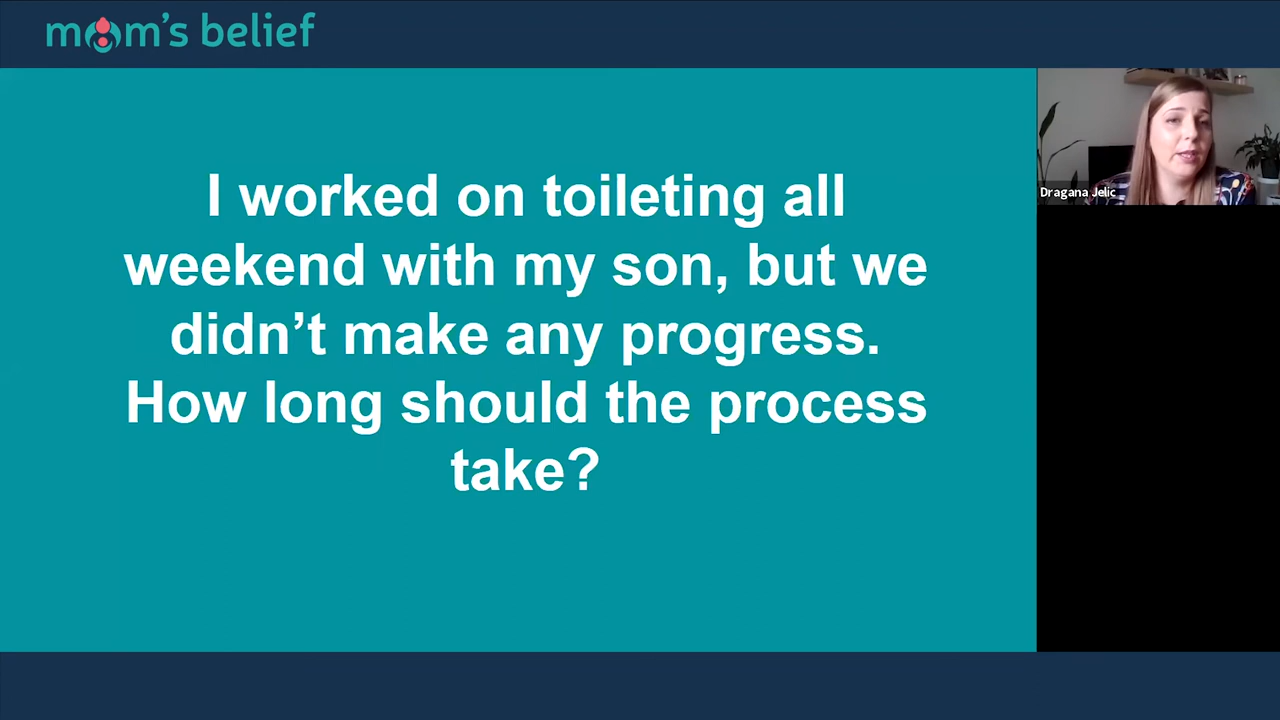 mom's belief
I worked on toileting all
weekend with my son, but we
didn’t make any progress.
How long should the process
take?
Dragana Jelic